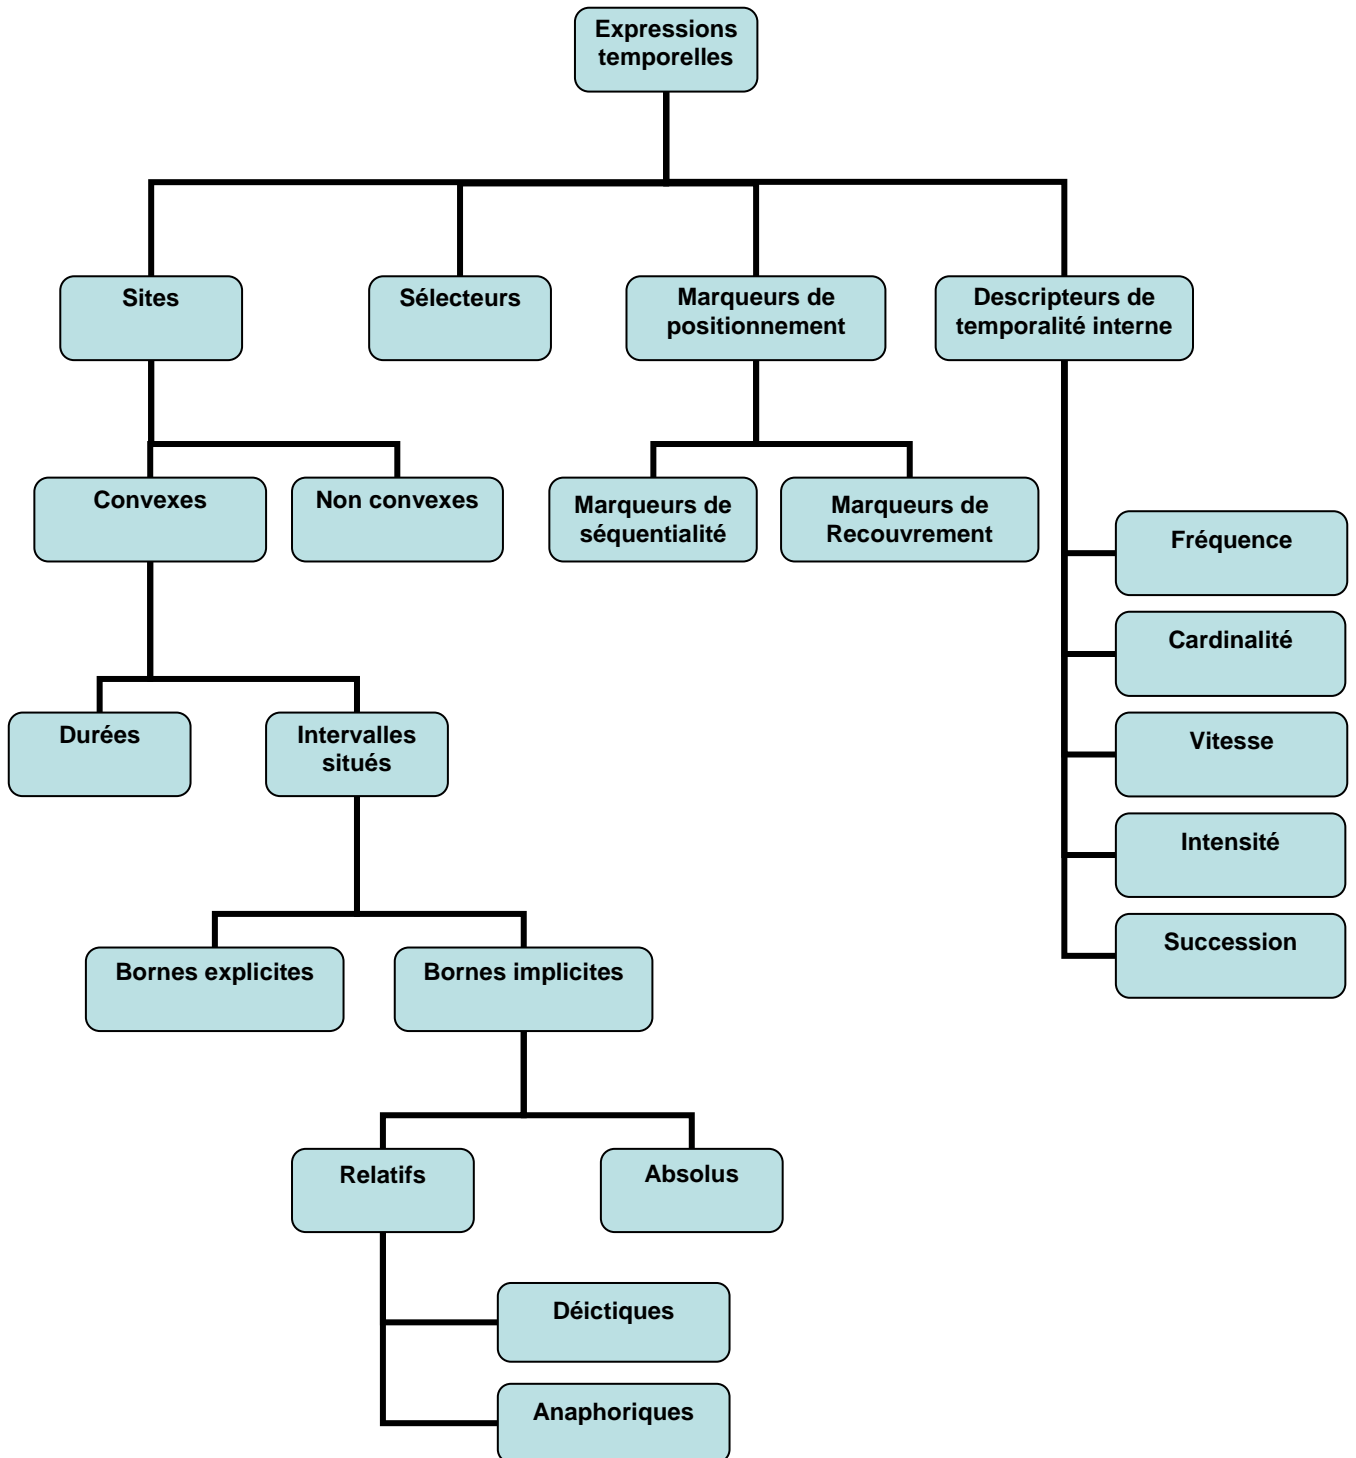 Expressions
temporelles
Sites
Sélecteurs
Marqueurs de
positionnement
Descripteurs de
temporalité interne
Convexes
Non convexes
Marqueurs de
séquentialité
Marqueurs de
Recouvrement
Fréquence
Cardinalité
Vitesse
Intensité
Succession
Durées
Intervalles
situés
Bornes explicites
Bornes implicites
Relatifs
Absolus
Déictiques
Anaphoriques